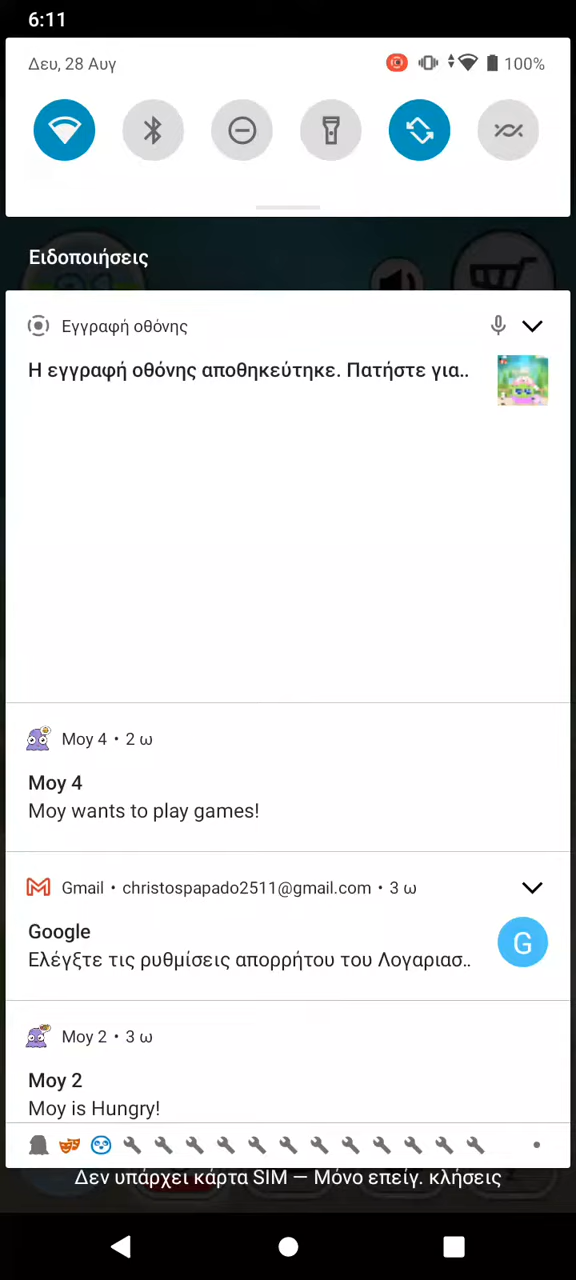 6:11
Δευ, 28 Αυγ
100%
Ειδοποιήσεις
Εγγραφή οθόνης
Η εγγραφή οθόνης αποθηκεύτηκε. Πατήστε για..
Moy 4 • 2 ω
Moy 4
Moy wants to play games!
Gmail • christospapado2511@gmail.com • 3 ω
Google
Ελέγξτε τις ρυθμίσεις απορρήτου του Λογαριασ..
G
Moy 2 • 3 ω
Moy 2
Moy is Hungry!
Δεν υπάρχει κάρτα SIM — Μόνο επείγ. κλήσεις